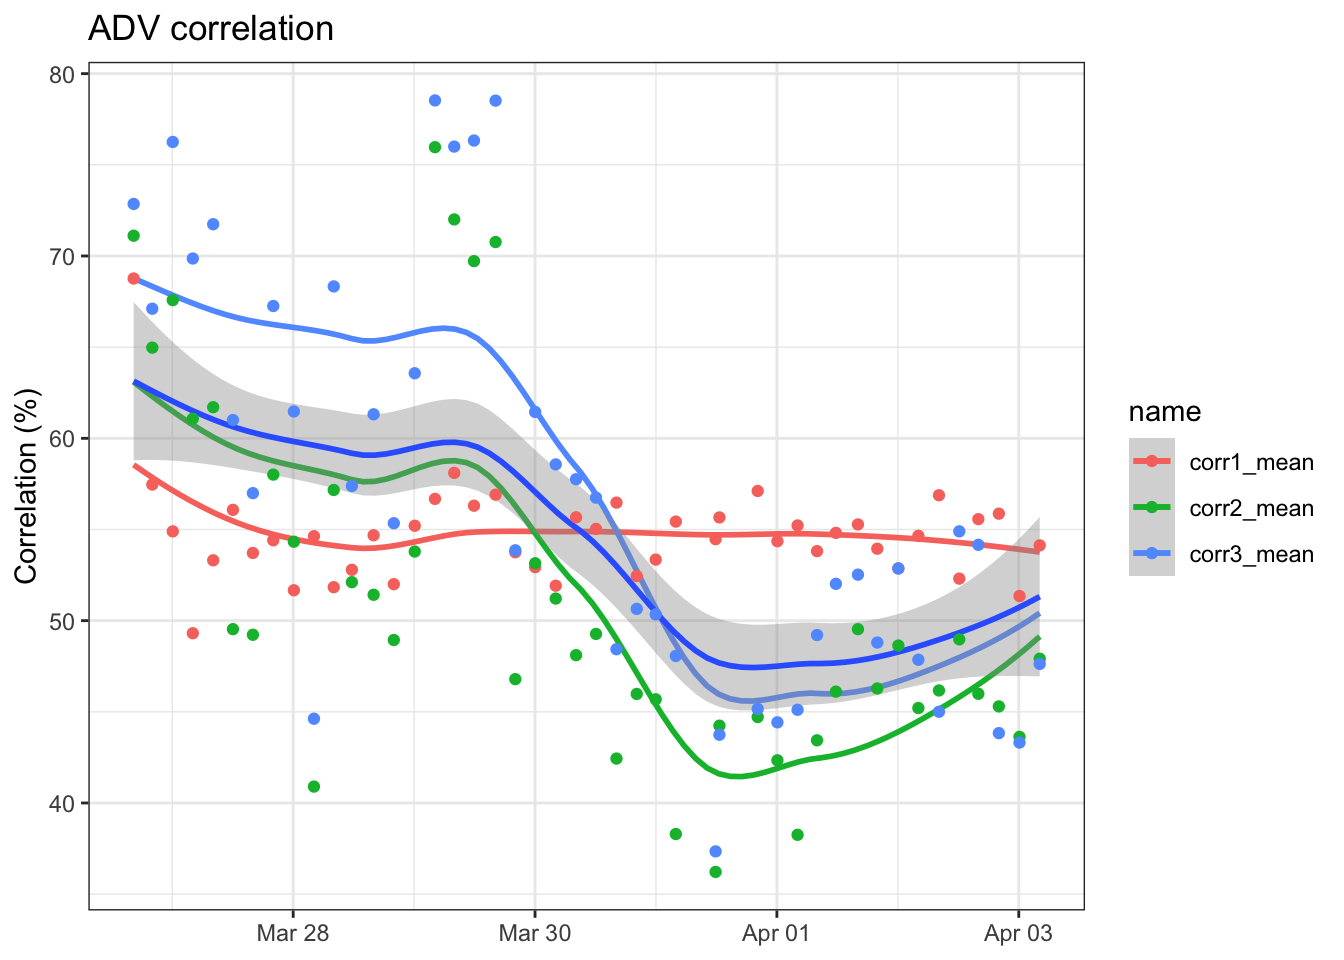 ADV correlation
Correlation (%)
80
70
60
50
40
Mar 28
Mar 30
Apr 01
Apr 03
name
corr1_mean
corr2_mean
corr3_mean